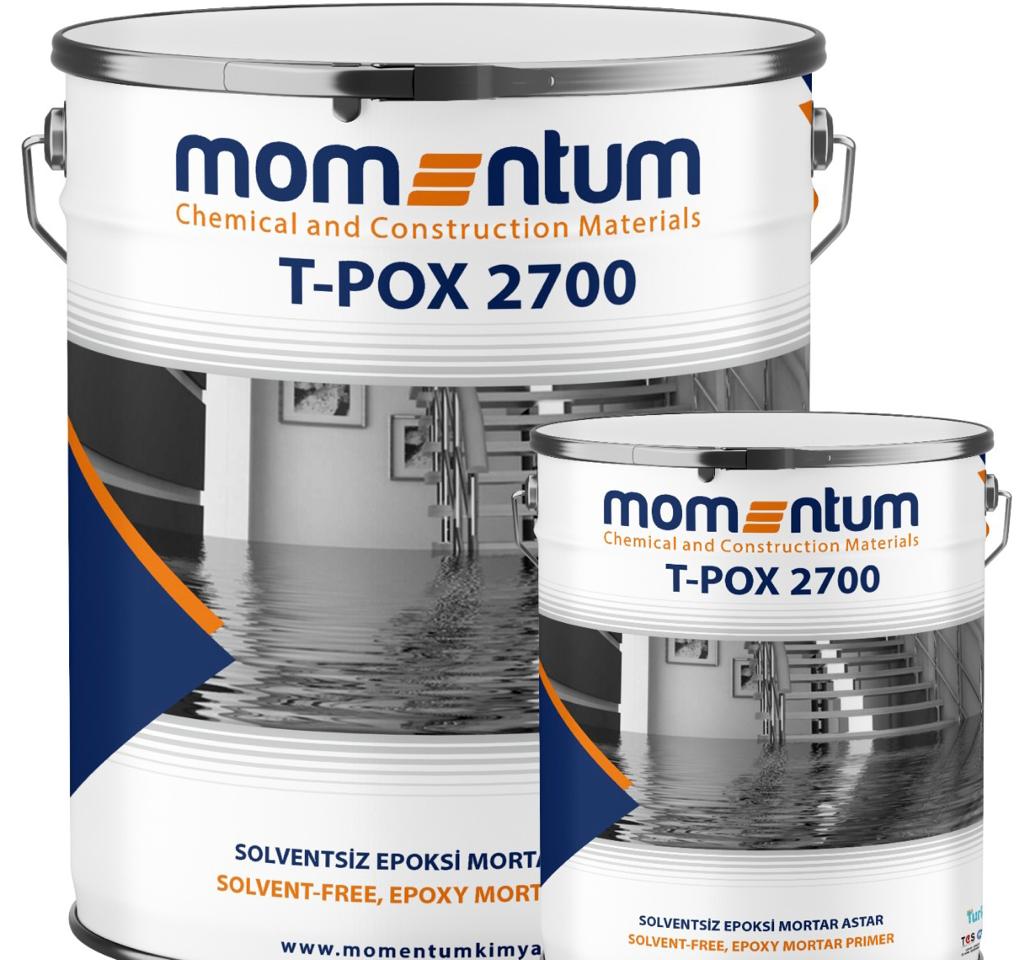 momentum
Chemical and Construction Materials
T-POX 2700
SOLVENTSİZ EPOKSİ MORTA
SOLVENT-FREE, EPOXY MORT
www.momentumkimya
momentum
Chemical and Construction Materials
T-POX 2700
SOLVENTSİZ EPOKSİ MORTAR ASTAR
SOLVENT-FREE, EPOXY MORTAR PRIMER